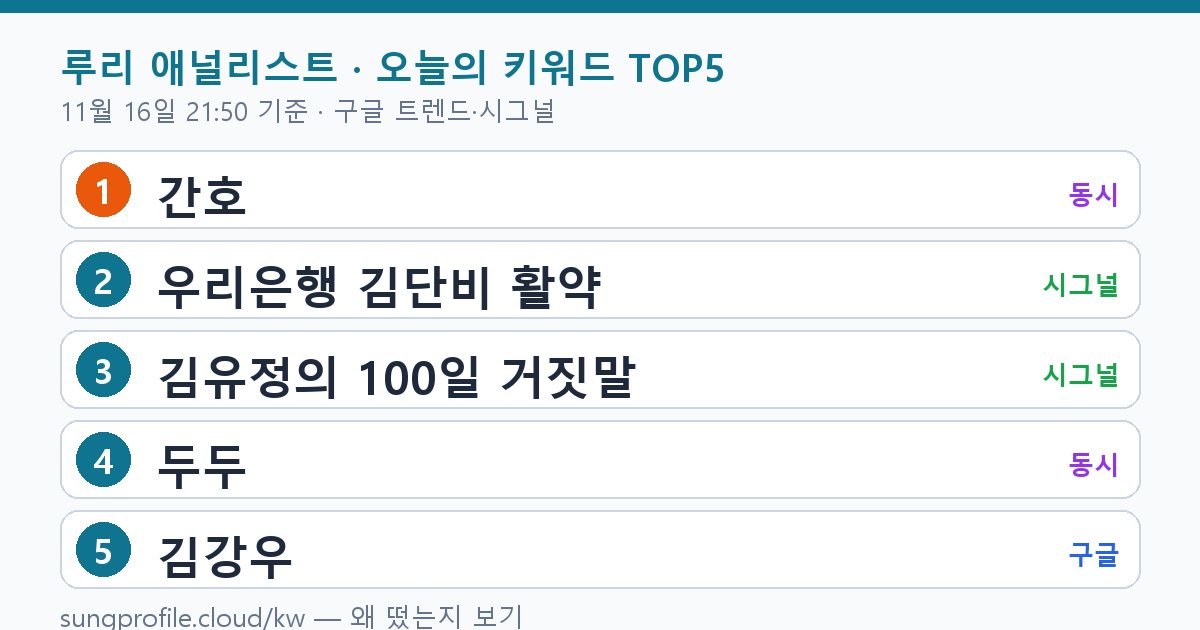 루리 애널리스트 · 오늘의 키워드 TOP5
11월 16일 21:50 기준 · 구글 트렌드·시그널
1 간호 동시
2 우리은행 김단비 활약 시그널
3 김유정의 100일 거짓말 시그널
4 두두 동시
5 김강우 구글
sungprofile.cloud/kw — 왜 떴는지 보기